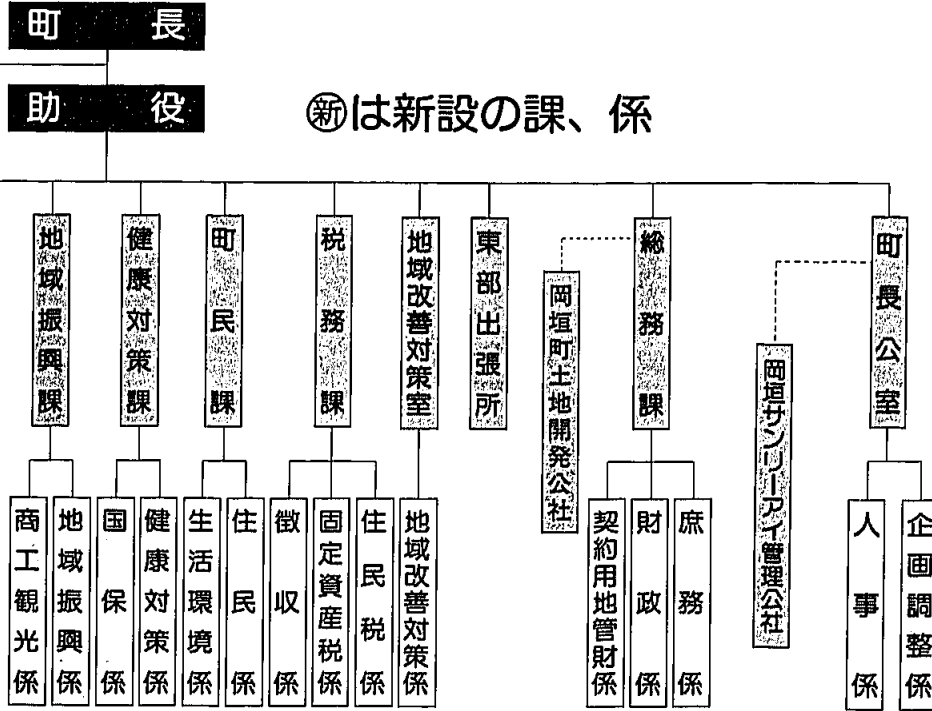 町長
助役
㊟は新設の課、係
町長公室
総務課
東部出張所
地域改善対策室
税務課
町民課
健康対策課
地域振興課
岡垣サンリーアイ管理公社
岡垣町土地開発公社
企画調整係
人事係
庶務係
財政係
契約用地管財係
地域改善対策係
住民税係
固定資産税係
徴収係
住民係
生活環境係
健康対策係
国保係
地域振興係
商工観光係